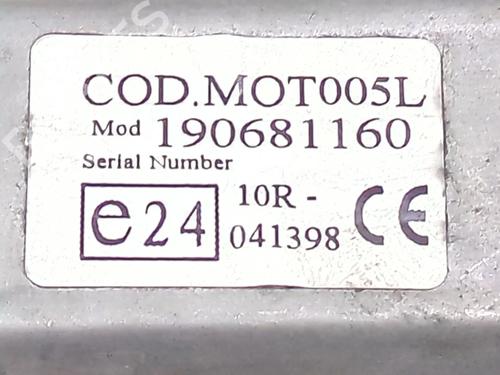 COD.MOT005L
Mod 190681160
Serial Number
e24 10R -
041398 CE